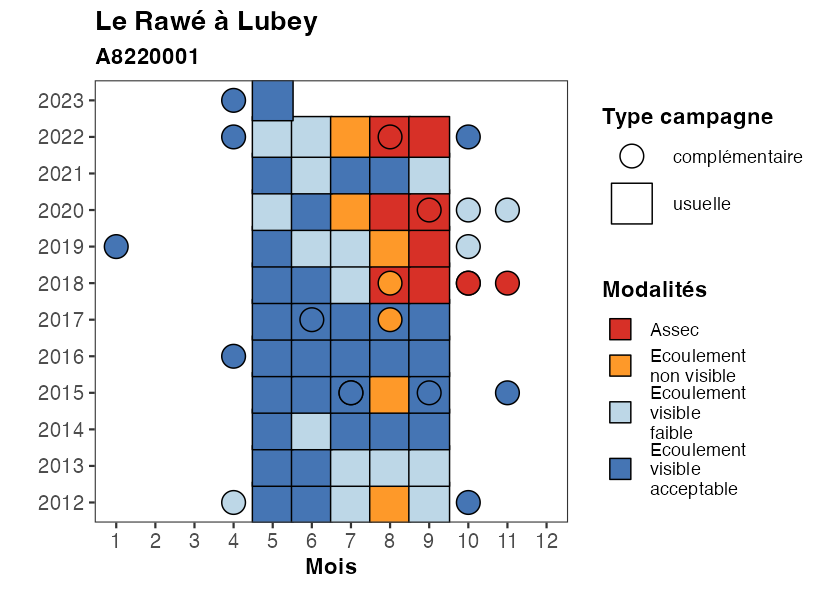 Le Rawé à Lubey
A8220001
2023
2022
2021
2020
2019
2018
2017
2016
2015
2014
2013
2012
1 2 3 4 5 6 7 8 9 10 11 12
Mois
Type campagne
complémentaire
usuelle
Modalités
Assec
Ecoulement
non visible
Ecoulement
visible
faible
Ecoulement
visible
acceptable